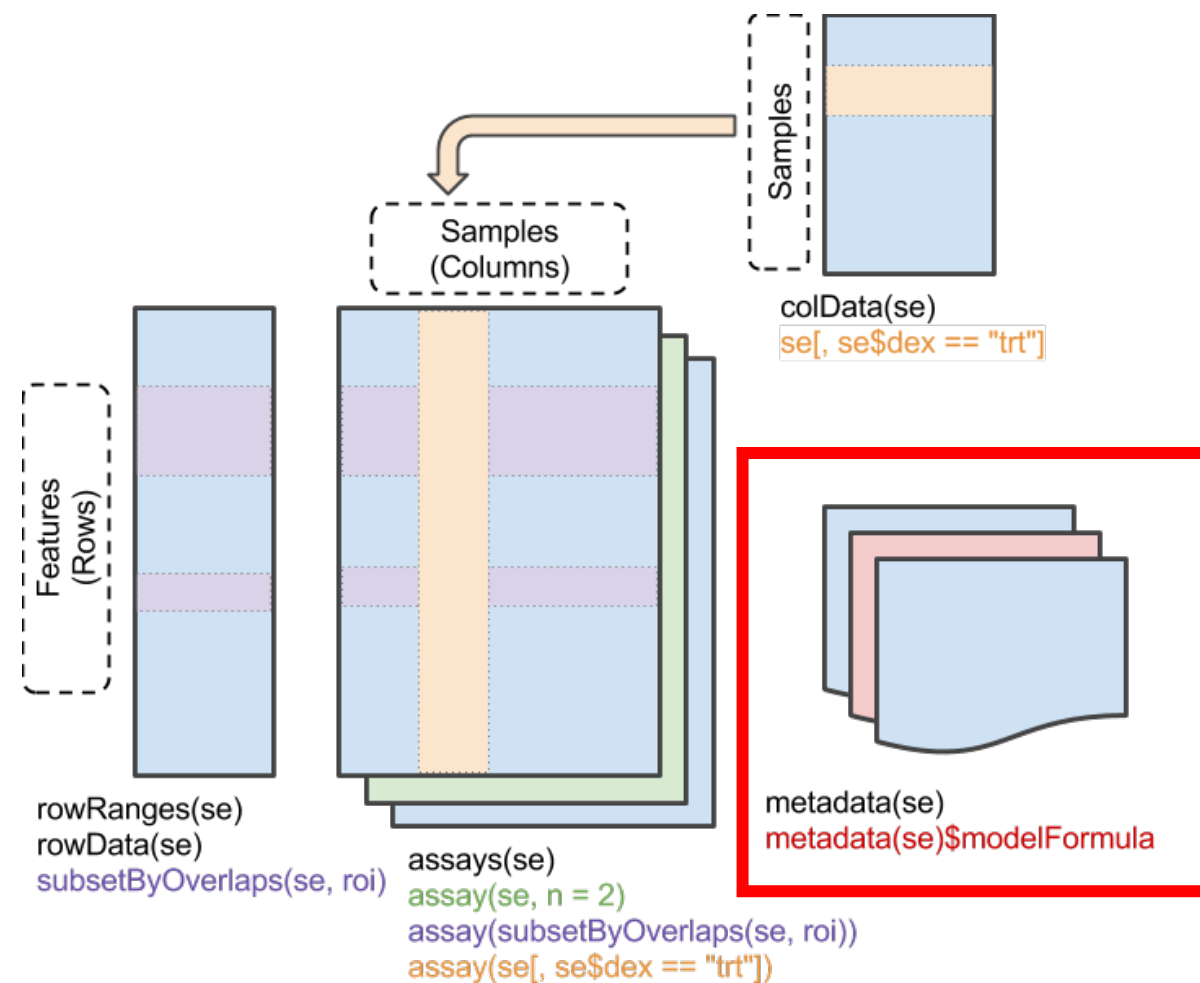 Samples
Samples
(Columns)
colData(se)
se[, se$dex == "trt"]
Features
(Rows)
rowRanges(se)
rowData(se)
subsetByOverlaps(se, roi)
assays(se)
assay(se, n = 2)
assay(subsetByOverlaps(se, roi))
assay(se[, se$dex == "trt"])
metadata(se)
metadata(se)$modelFormula